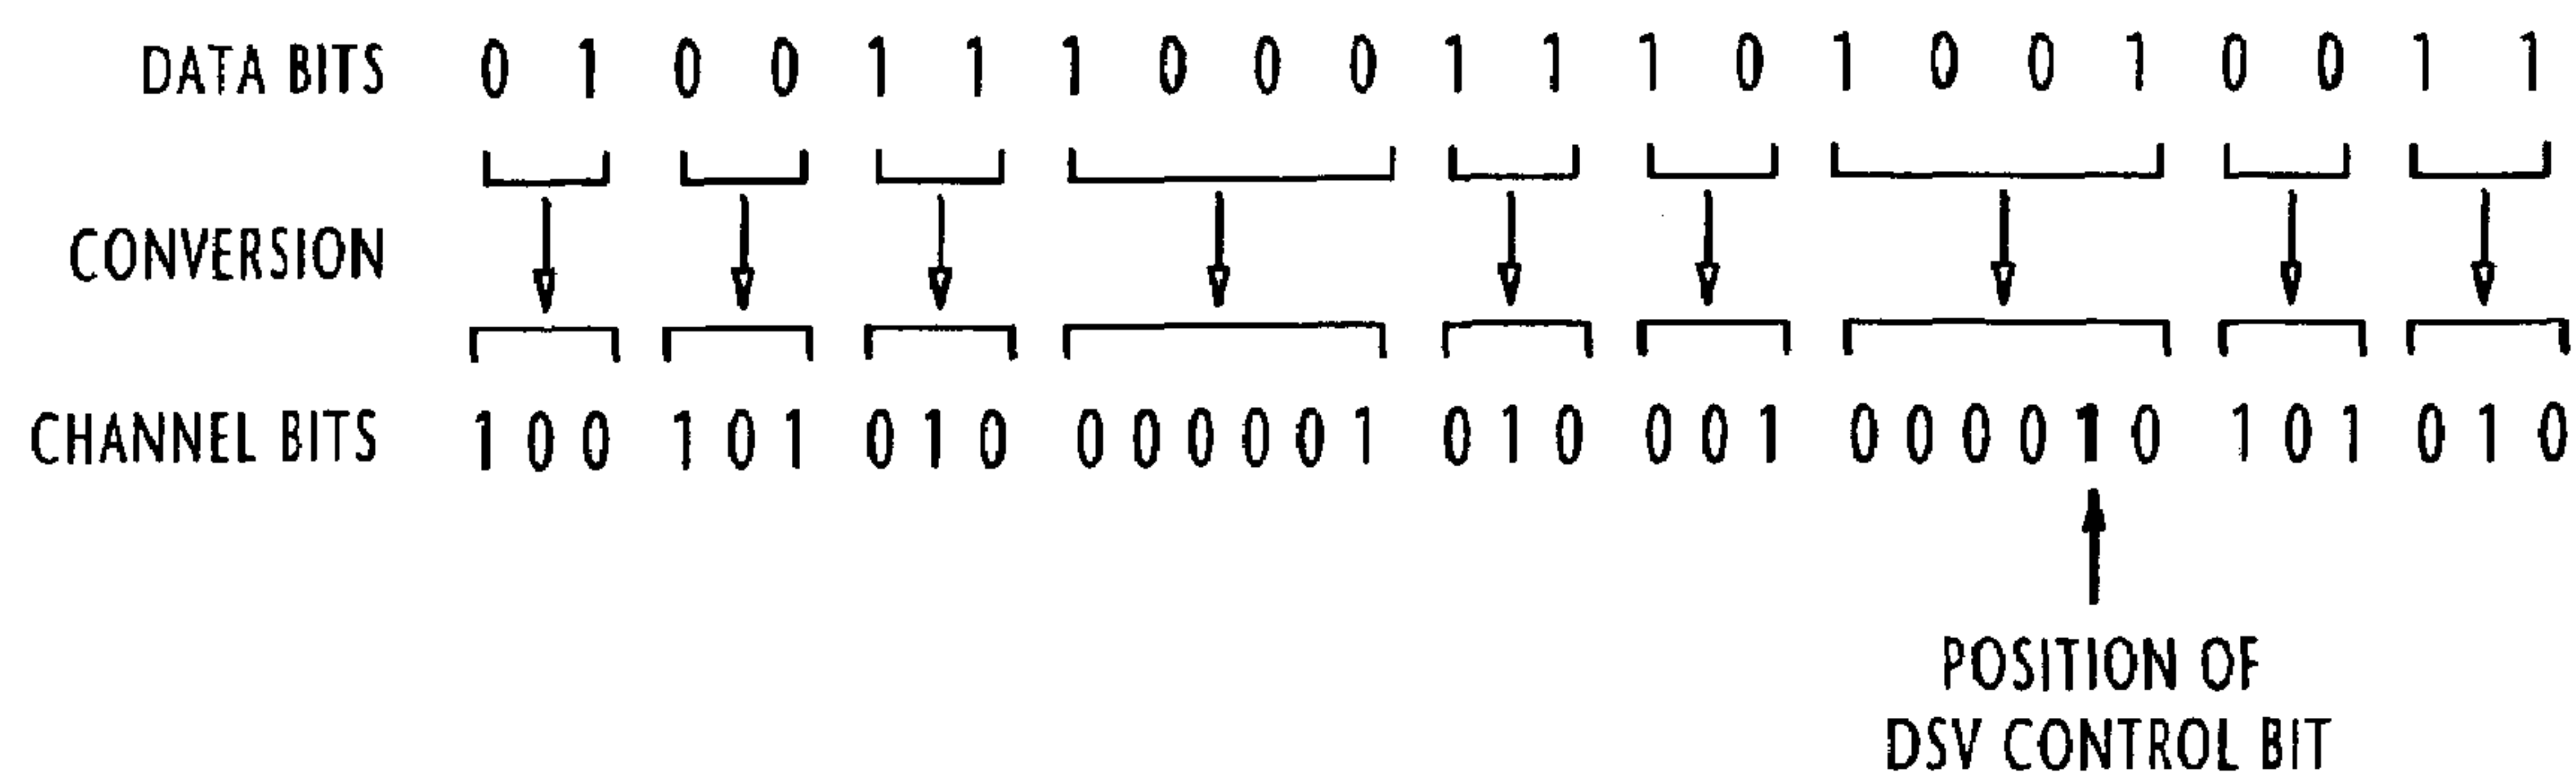 DATA BITS 0 1 0 0 1 1 1 0 0 0 1 1 1 0 1 0 0 1 0 0 1 1
CONVERSION
CHANNEL BITS 1 0 0 1 0 1 0 1 0 0 0 0 0 0 1 0 1 0 0 0 1 0 0 0 0 1 0 1 0 1 0 1 0
POSITION OF
DSV CONTROL BIT